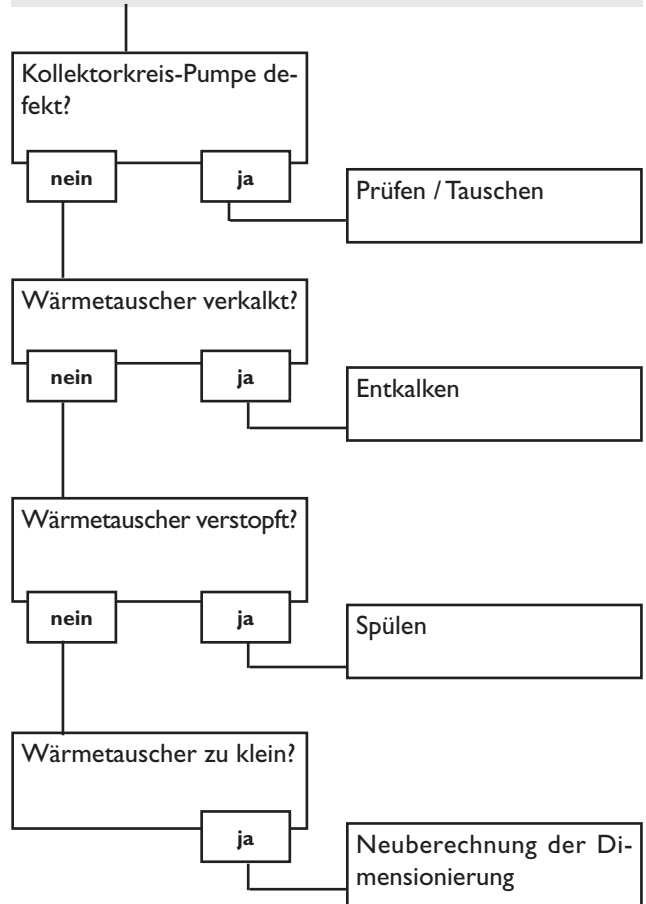 Kollektorkreis-Pumpe de-
fekt?
nein
ja
Prüfen / Tauschen
Wärmetauscher verkalkt?
nein
ja
Entkalken
Wärmetauscher verstopft?
nein
ja
Spülen
Wärmetauscher zu klein?
ja
Neuberechnung der Di-
mensionierung